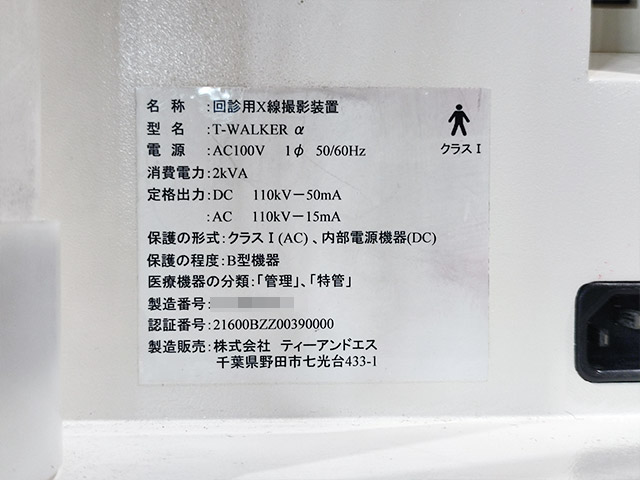 名　称　:回診用X線撮影装置
型　名　:T-WALKER α
電　源　:AC100V　1φ　50/60Hz
消費電力:2kVA
定格出力:DC　110kV－50mA
:AC　110kV－15mA
保護の形式:クラスⅠ(AC)、内部電源機器(DC)
保護の程度:B型機器
医療機器の分類:「管理」、「特管」
製造番号:
認証番号:21600BZZ00390000
製造販売:株式会社　ティーアンドエス
千葉県野田市七光台433-1
クラスⅠ